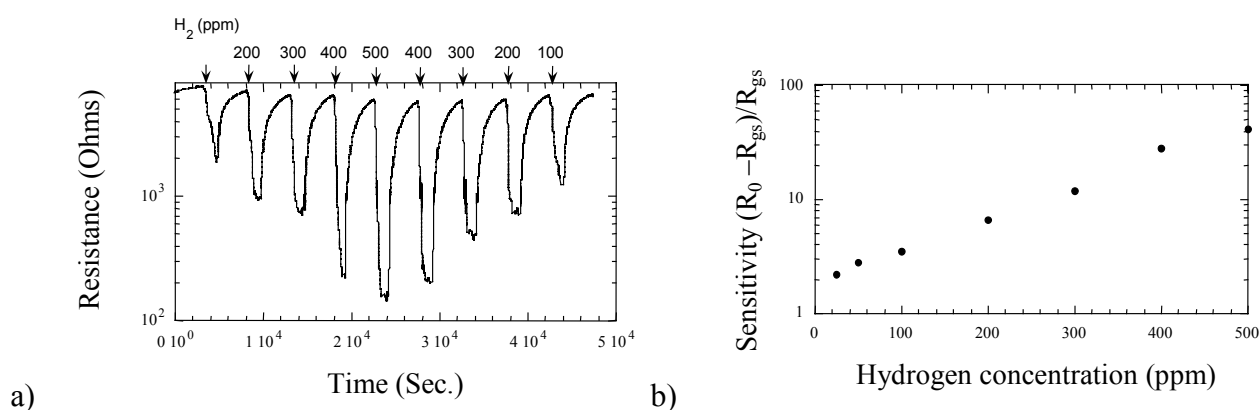 H2 (ppm)
200 300 400 500 400 300 200 100
Resistance (Ohms)
10^3
10^2
0 10^0 1 10^4 2 10^4 3 10^4 4 10^4 5 10^4
Time (Sec.)
a)
Sensitivity (R0 –Rgs)/Rgs
100
10
1
0 100 200 300 400 500
Hydrogen concentration (ppm)
b)